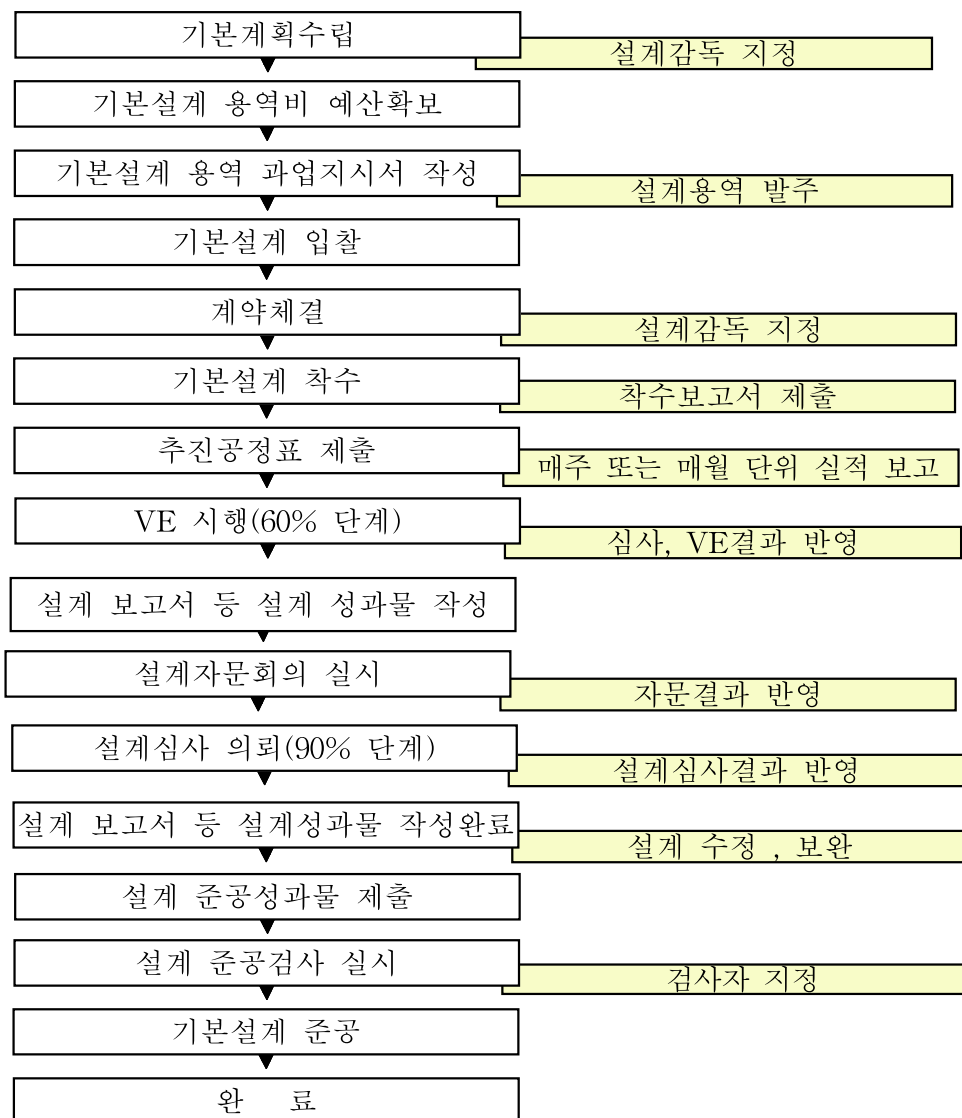 기본계획수립
설계감독 지정
기본설계 용역비 예산확보
기본설계 용역 과업지시서 작성
설계용역 발주
기본설계 입찰
계약체결
설계감독 지정
기본설계 착수
착수보고서 제출
추진공정표 제출
매주 또는 매월 단위 실적 보고
VE 시행(60% 단계)
심사, VE결과 반영
설계 보고서 등 설계 성과물 작성
설계자문회의 실시
자문결과 반영
설계심사 의뢰(90% 단계)
설계심사결과 반영
설계 보고서 등 설계성과물 작성완료
설계 수정 , 보완
설계 준공성과물 제출
설계 준공검사 실시
검사자 지정
기본설계 준공
완 료